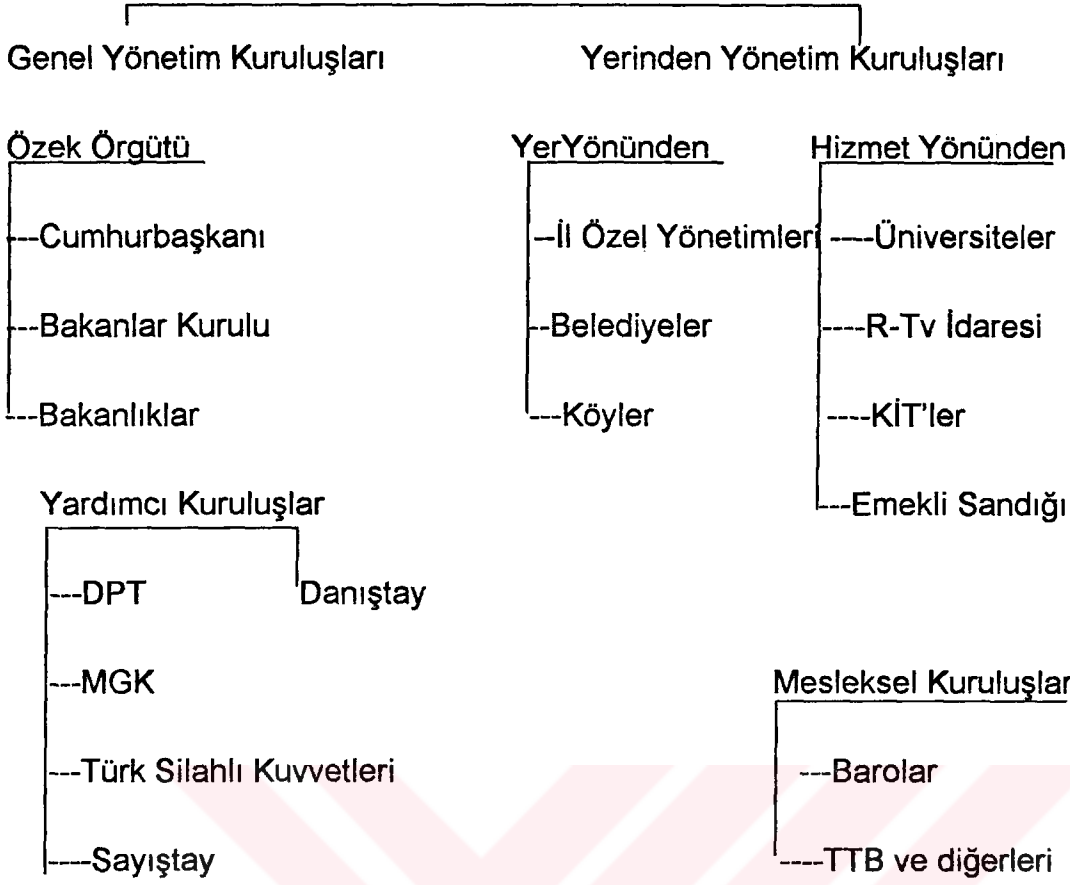 Genel Yönetim Kuruluşları Yerinden Yönetim Kuruluşları
Özek Örgütü YerYönünden Hizmet Yönünden
---Cumhurbaşkanı –İl Özel Yönetimleri ----Üniversiteler
---Bakanlar Kurulu --Belediyeler ----R-Tv İdaresi
---Bakanlıklar ---Köyler ----KİT'ler
Yardımcı Kuruluşlar ---Emekli Sandığı
---DPT Danıştay
---MGK Mesleksel Kuruluşlar
---Türk Silahlı Kuvvetleri ---Barolar
----Sayıştay ----TTB ve diğerleri